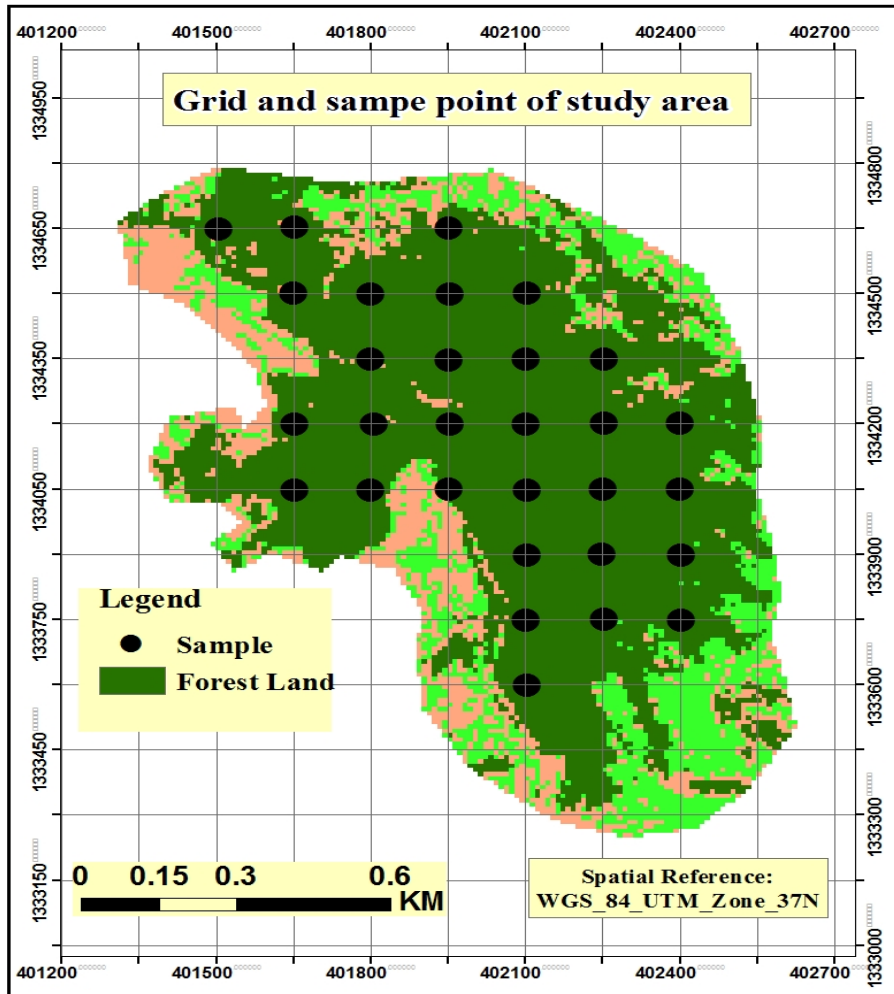 401200 401500 401800 402100 402400 402700
Grid and sampe point of study area
1334950
1334650
1334350
1334050
1333750
1333450
1333150
1334800
1334500
1334200
1333900
1333600
1333300
1333000
Legend
Sample
Forest Land
0 0.15 0.3 0.6
KM
Spatial Reference:
WGS_84_UTM_Zone_37N
401200 401500 401800 402100 402400 402700